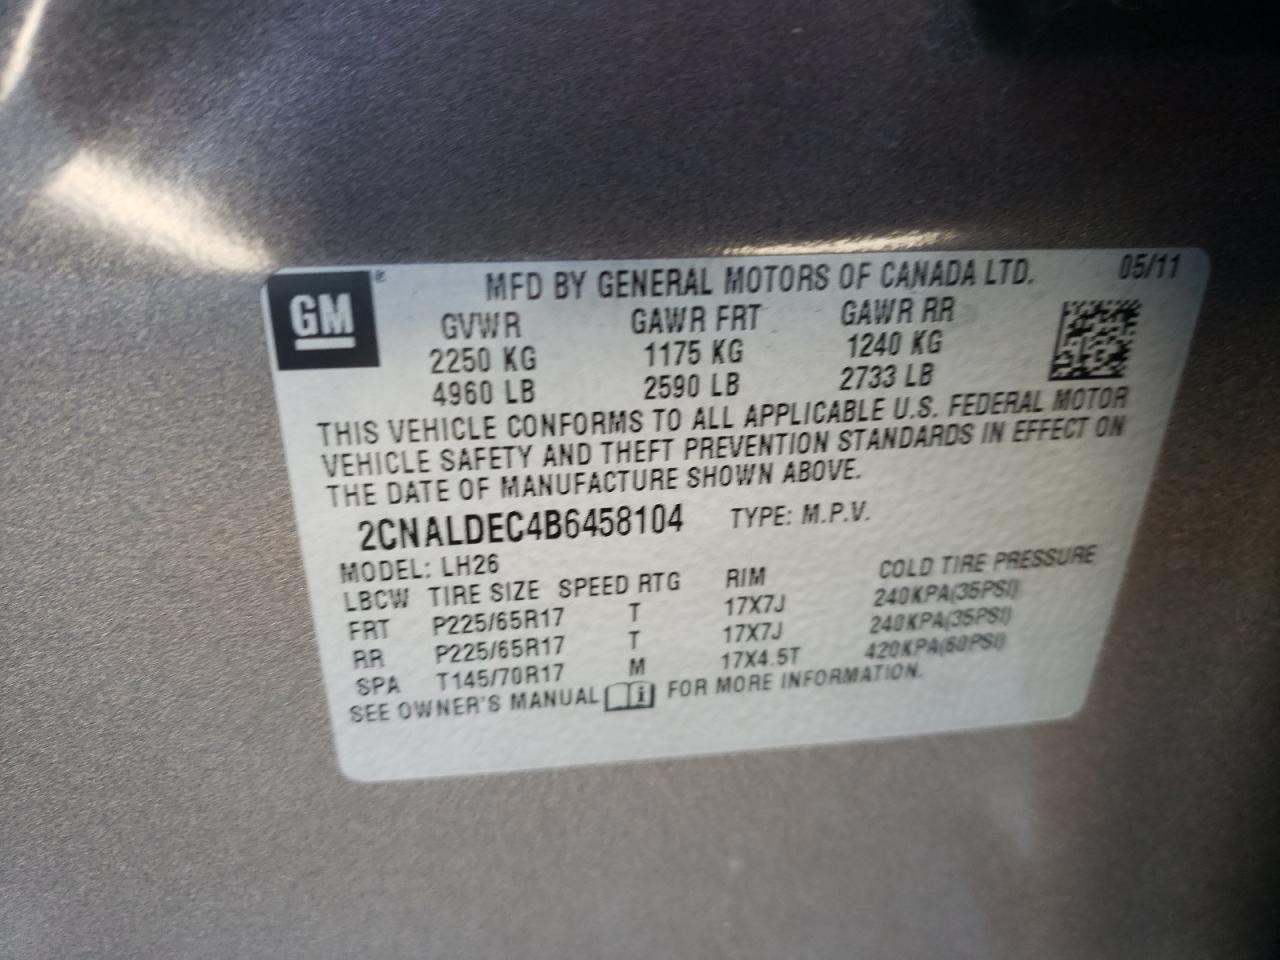 GM ®
MFD BY GENERAL MOTORS OF CANADA LTD. 05/11
GVWR GAWR FRT GAWR RR
2250 KG 1175 KG 1240 KG
4960 LB 2590 LB 2733 LB
THIS VEHICLE CONFORMS TO ALL APPLICABLE U.S. FEDERAL MOTOR
VEHICLE SAFETY AND THEFT PREVENTION STANDARDS IN EFFECT ON
THE DATE OF MANUFACTURE SHOWN ABOVE.
2CNALDEC4B6458104 TYPE: M.P.V.
MODEL: LH26
LBCW TIRE SIZE SPEED RTG RIM COLD TIRE PRESSURE
FRT P225/65R17 T 17X7J 240KPA(35PSI)
RR P225/65R17 T 17X7J 240KPA(35PSI)
SPA T145/70R17 M 17X4.5T 420KPA(60PSI)
SEE OWNER'S MANUAL i FOR MORE INFORMATION.